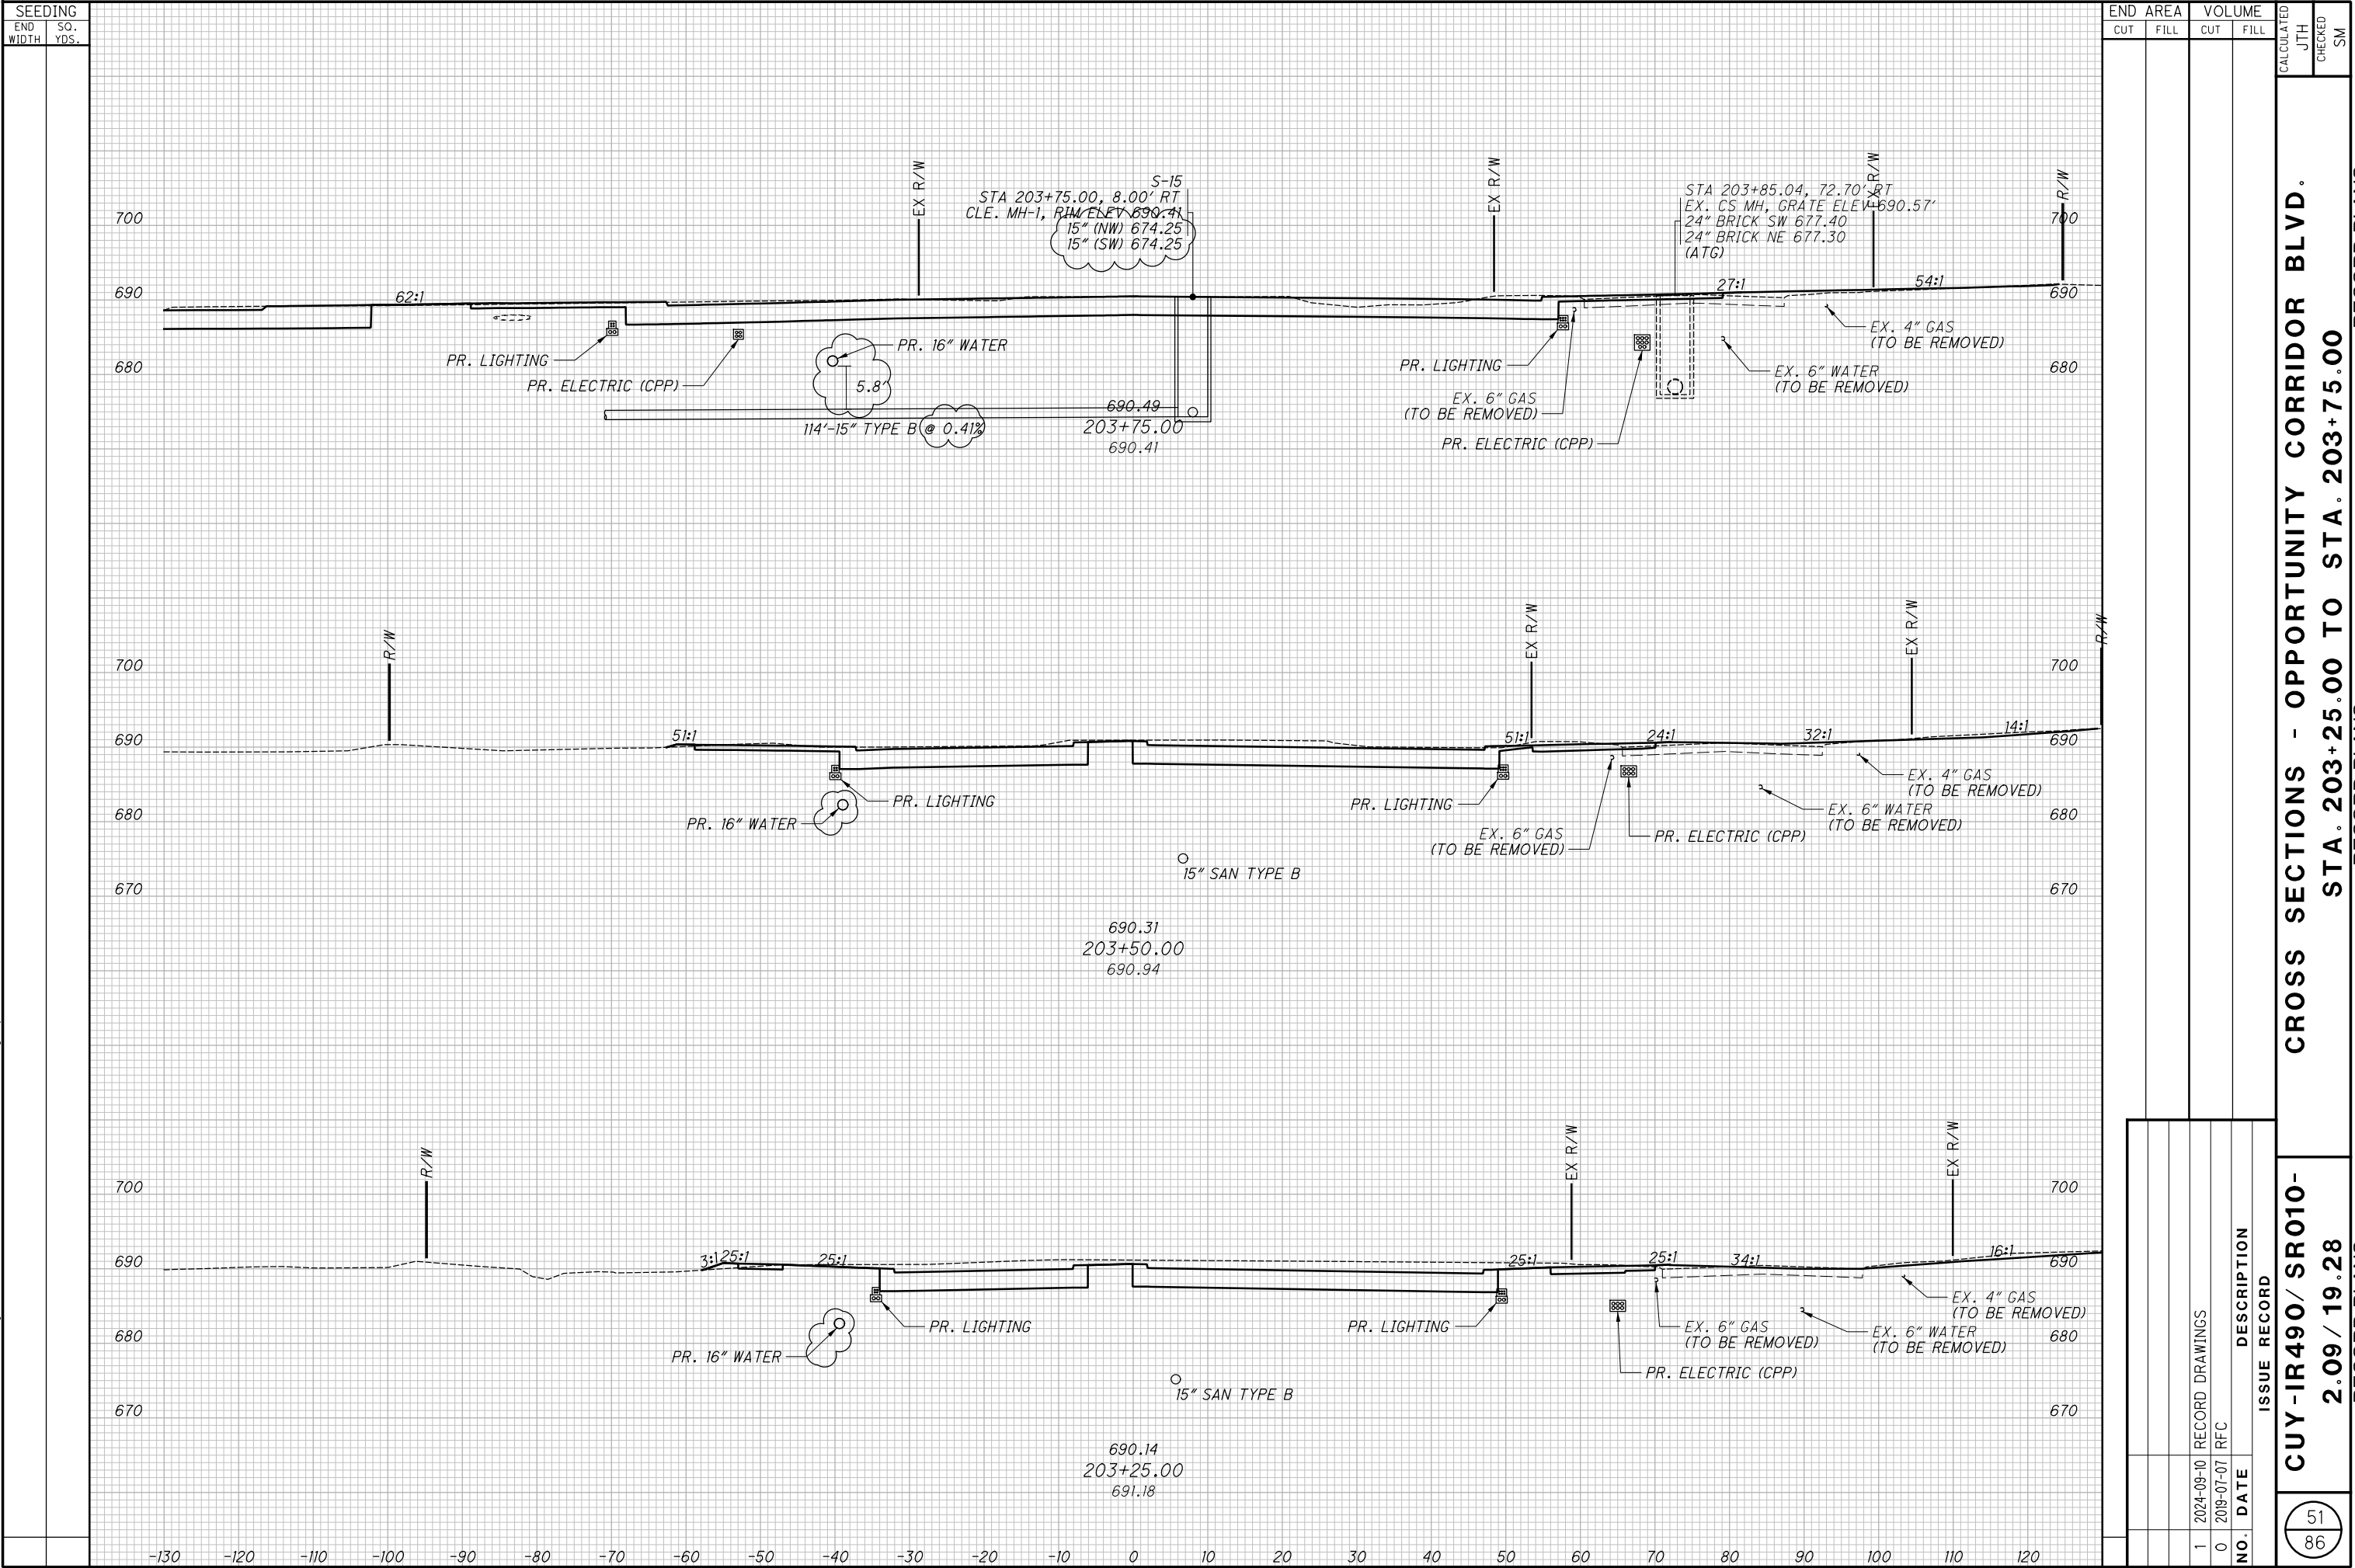 SEEDING
END WIDTH
SQ. YDS.
END AREA
VOLUME
CUT
FILL
CUT
FILL
CALCULATED
JTH
CHECKED
SM
EX R/W
EX R/W
EX R/W
R/W
S-15
STA 203+75.00, 8.00' RT
CLE. MH-1, RIM ELEV 690.41
15" (NW) 674.25
15" (SW) 674.25
STA 203+85.04, 72.70' RT
EX. CS MH, GRATE ELEV 690.57'
24" BRICK SW 677.40
24" BRICK NE 677.30
(ATG)
700
700
690
690
680
680
62:1
27:1
54:1
PR. LIGHTING
PR. ELECTRIC (CPP)
PR. 16" WATER
5.8'
114'-15" TYPE B @ 0.41%
690.49
203+75.00
690.41
PR. LIGHTING
EX. 6" GAS
(TO BE REMOVED)
PR. ELECTRIC (CPP)
EX. 4" GAS
(TO BE REMOVED)
EX. 6" WATER
(TO BE REMOVED)
R/W
EX R/W
EX R/W
R/W
700
700
690
690
680
680
670
670
51:1
51:1
24:1
32:1
14:1
PR. LIGHTING
PR. 16" WATER
PR. LIGHTING
EX. 6" GAS
(TO BE REMOVED)
PR. ELECTRIC (CPP)
EX. 4" GAS
(TO BE REMOVED)
EX. 6" WATER
(TO BE REMOVED)
15" SAN TYPE B
690.31
203+50.00
690.94
R/W
EX R/W
EX R/W
700
700
690
690
680
680
670
670
3:1
25:1
25:1
25:1
25:1
34:1
16:1
PR. LIGHTING
PR. 16" WATER
PR. LIGHTING
EX. 6" GAS
(TO BE REMOVED)
PR. ELECTRIC (CPP)
EX. 4" GAS
(TO BE REMOVED)
EX. 6" WATER
(TO BE REMOVED)
15" SAN TYPE B
690.14
203+25.00
691.18
-130 -120 -110 -100 -90 -80 -70 -60 -50 -40 -30 -20 -10 0 10 20 30 40 50 60 70 80 90 100 110 120
CROSS SECTIONS - OPPORTUNITY CORRIDOR BLVD.
STA. 203+25.00 TO STA. 203+75.00
CUY-IR490/SR010-
2.09/19.28
1 2024-09-10 RECORD DRAWINGS
0 2019-07-07 RFC
NO. DATE DESCRIPTION
ISSUE RECORD
51
86